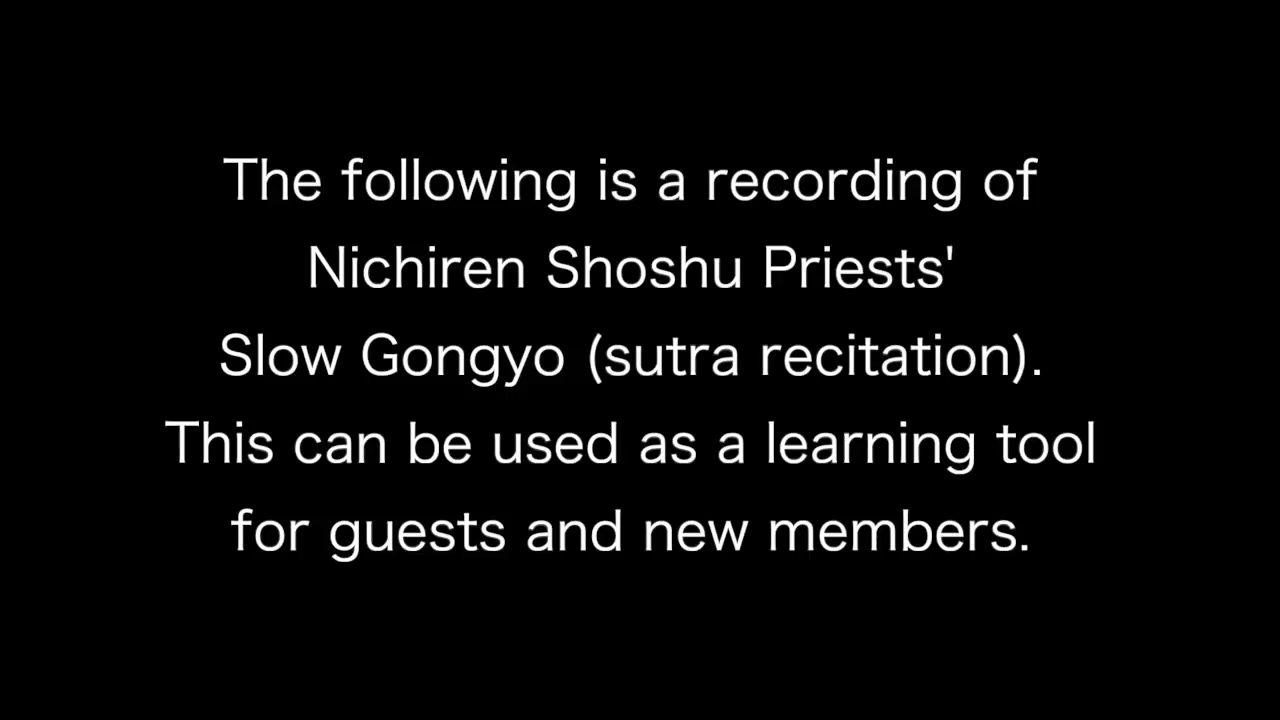 The following is a recording of
Nichiren Shoshu Priests'
Slow Gongyo (sutra recitation).
This can be used as a learning tool
for guests and new members.